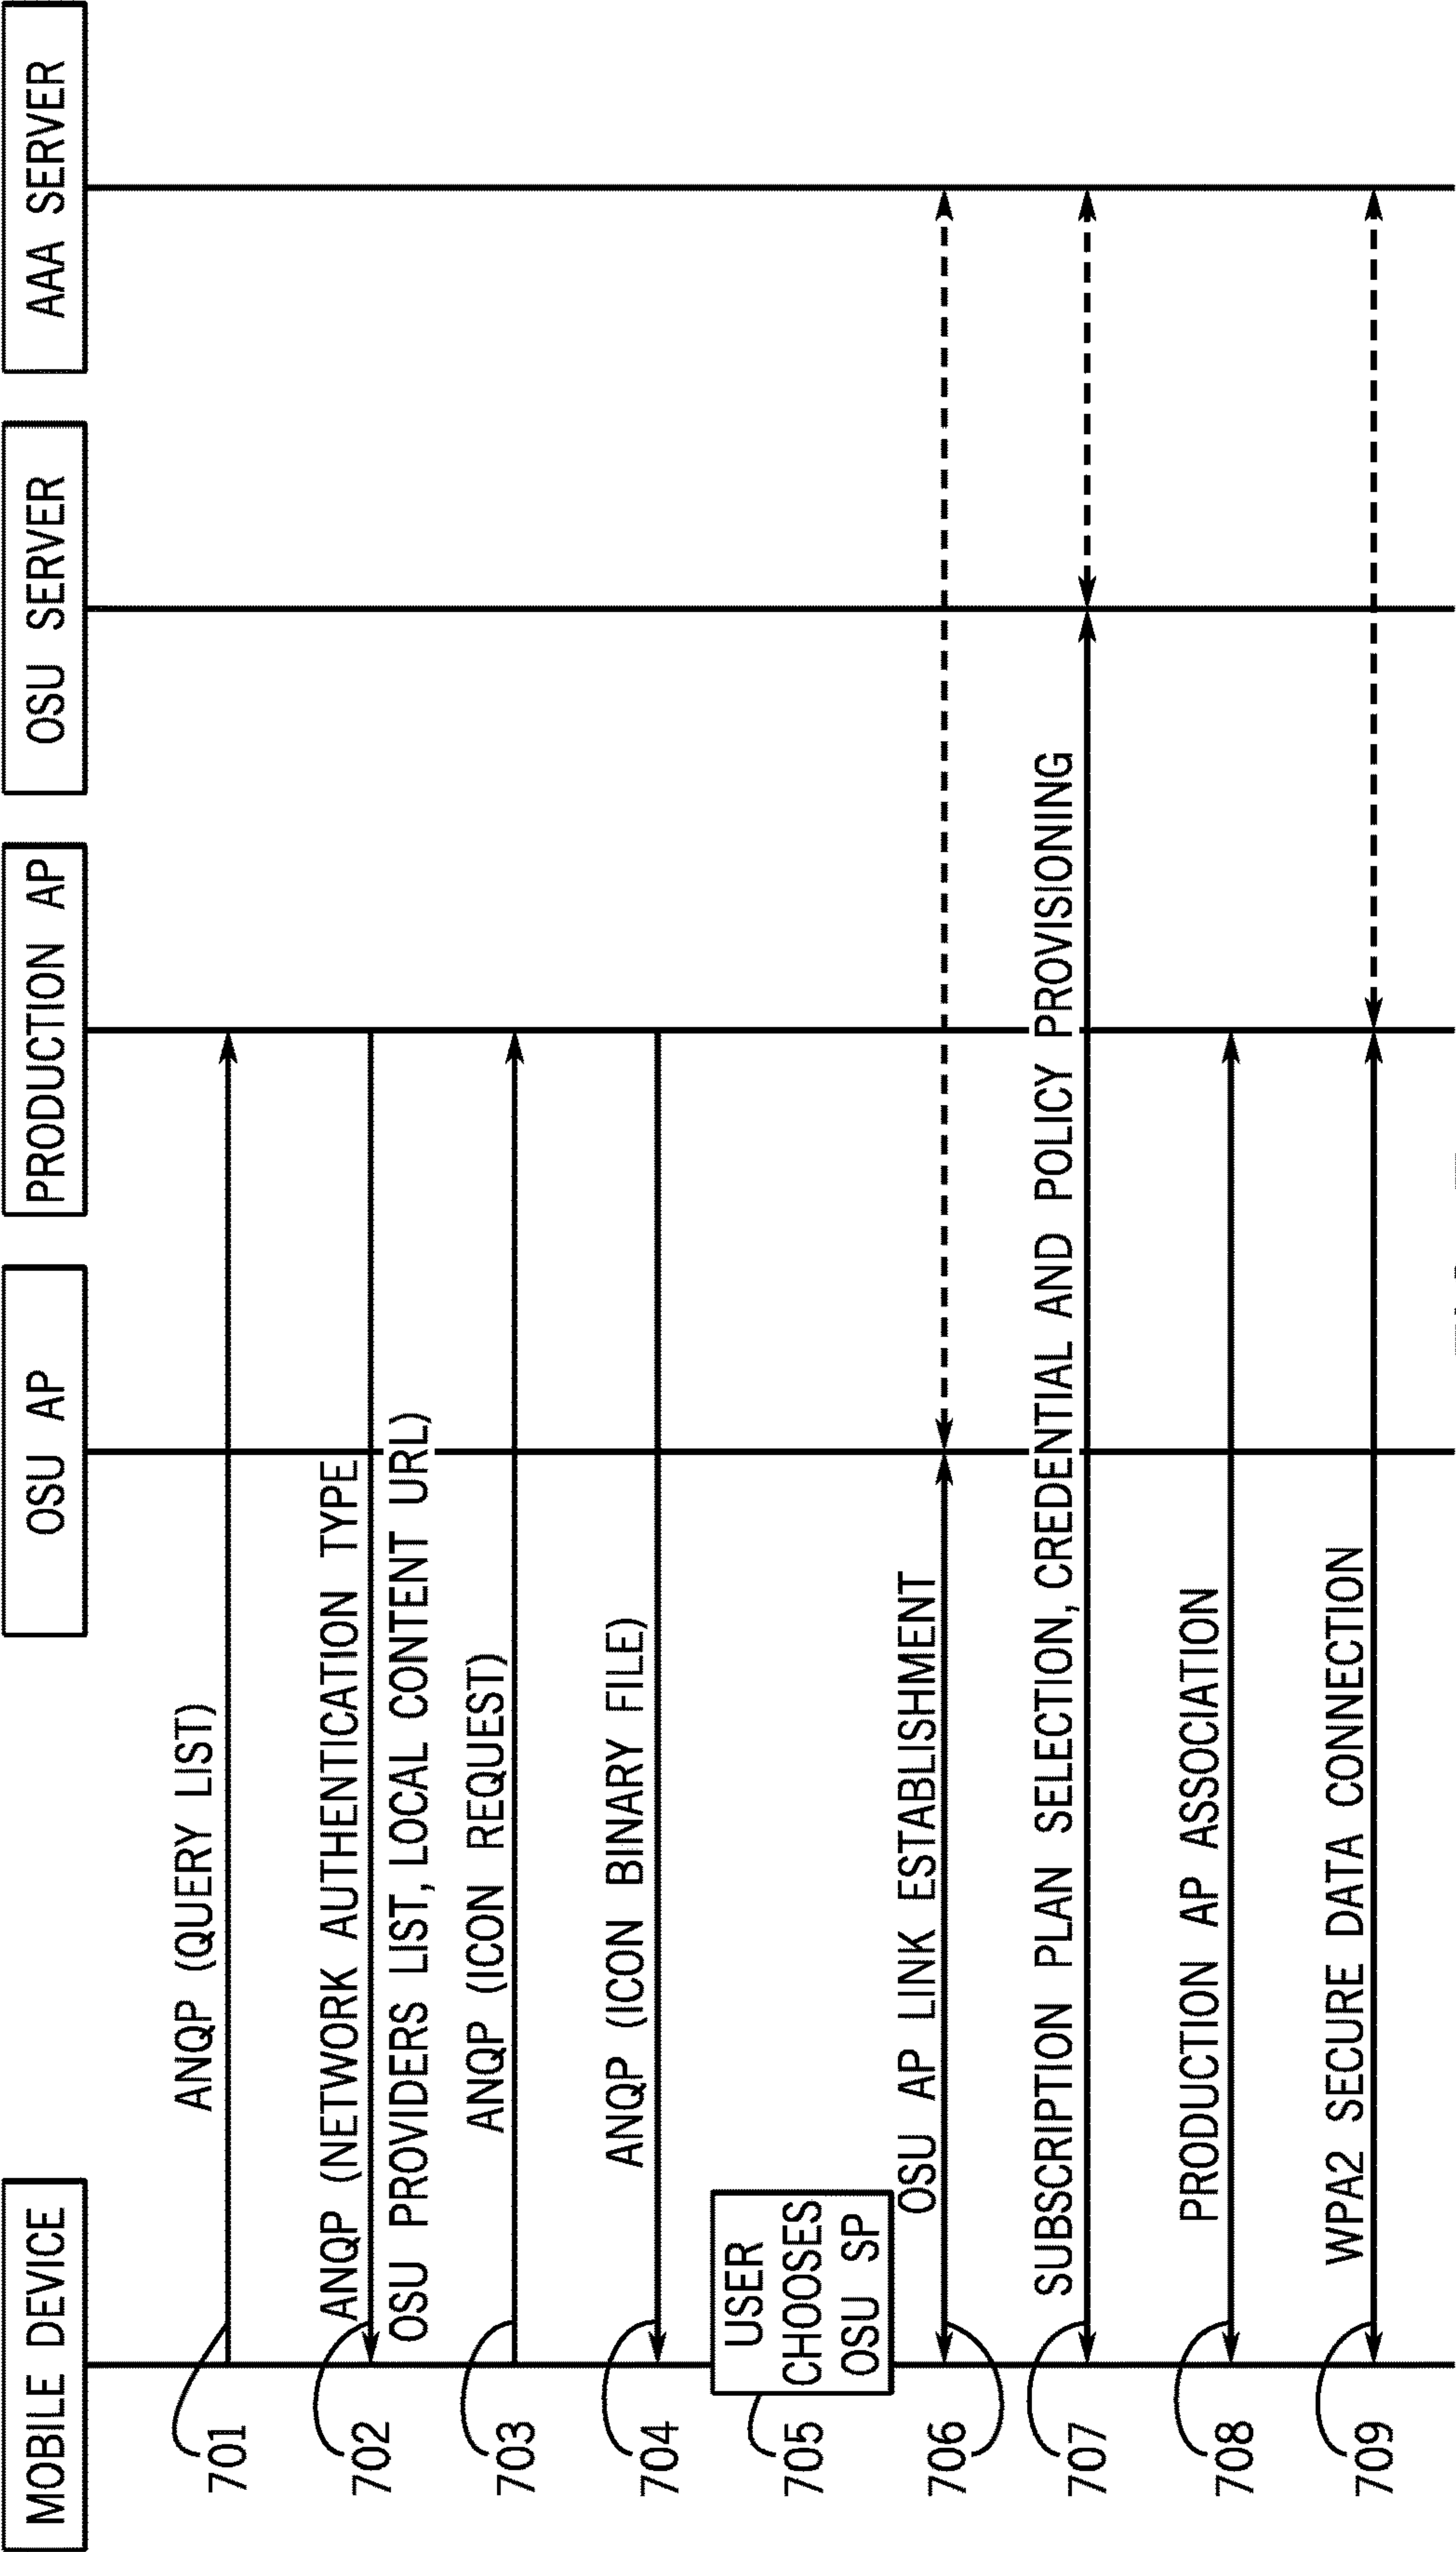 MOBILE DEVICE
OSU AP
PRODUCTION AP
OSU SERVER
AAA SERVER
701
ANQP (QUERY LIST)
702
ANQP (NETWORK AUTHENTICATION TYPE
OSU PROVIDERS LIST, LOCAL CONTENT URL)
703
ANQP (ICON REQUEST)
704
ANQP (ICON BINARY FILE)
705
USER
CHOOSES
OSU SP
706
OSU AP LINK ESTABLISHMENT
707
SUBSCRIPTION PLAN SELECTION, CREDENTIAL AND POLICY PROVISIONING
708
PRODUCTION AP ASSOCIATION
709
WPA2 SECURE DATA CONNECTION